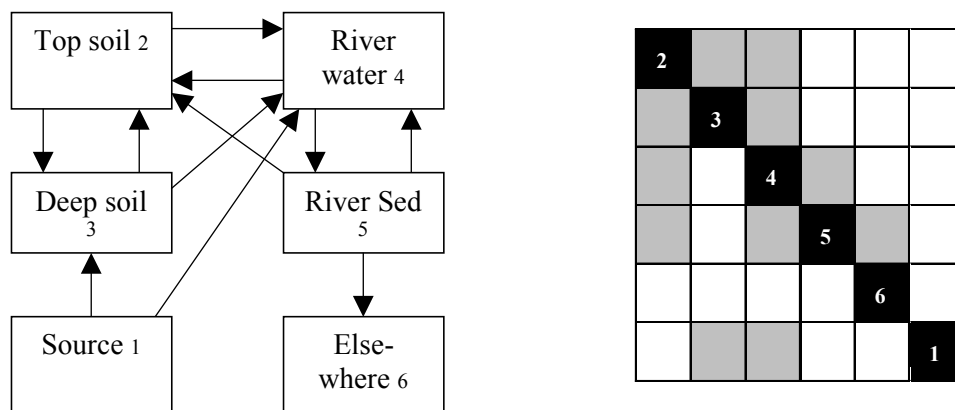 Top soil 2
River
water 4
Deep soil
3
River Sed
5
Source 1
Else-
where 6
2
3
4
5
6
1